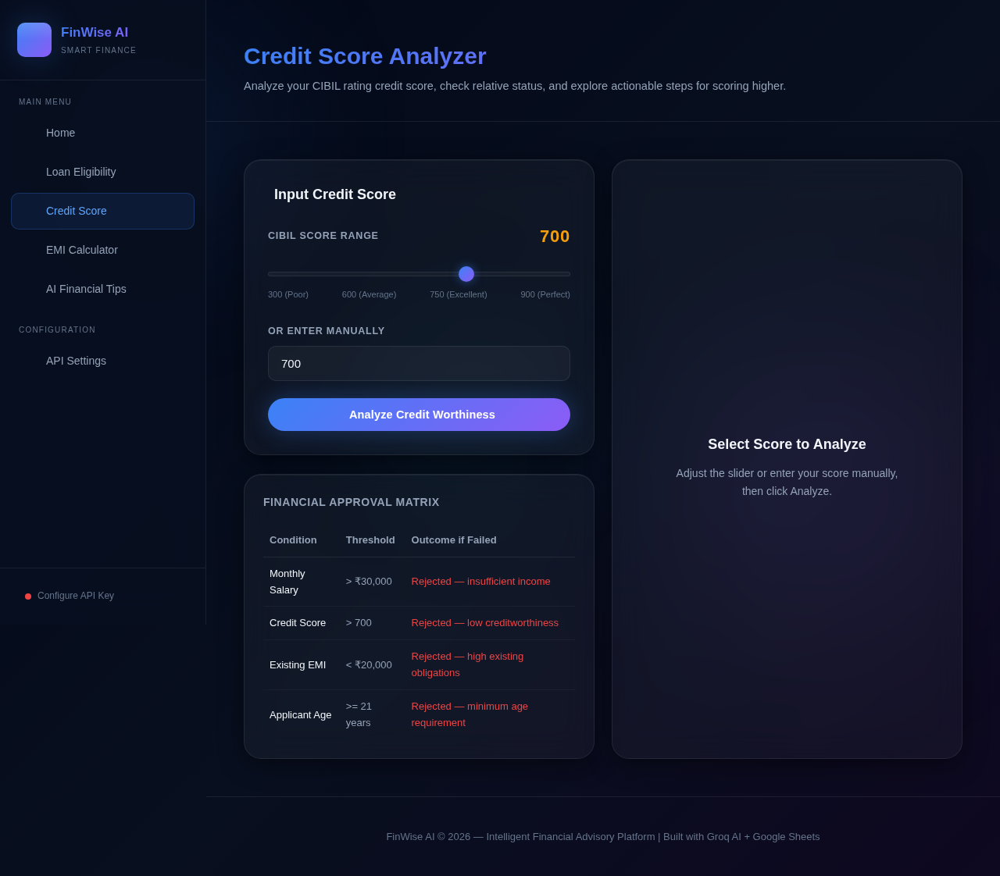 FinWise AI
SMART FINANCE
MAIN MENU
Home
Loan Eligibility
Credit Score
EMI Calculator
AI Financial Tips
CONFIGURATION
API Settings
Configure API Key
Credit Score Analyzer
Analyze your CIBIL rating credit score, check relative status, and explore actionable steps for scoring higher.
Input Credit Score
CIBIL SCORE RANGE 700
300 (Poor) 600 (Average) 750 (Excellent) 900 (Perfect)
OR ENTER MANUALLY
700
Analyze Credit Worthiness
FINANCIAL APPROVAL MATRIX
Condition Threshold Outcome if Failed
Monthly
Salary
> ₹30,000 Rejected — insufficient income
Credit Score > 700 Rejected — low creditworthiness
Existing EMI < ₹20,000
Rejected — high existing
obligations
Applicant Age
>= 21
years
Rejected — minimum age
requirement
Select Score to Analyze
Adjust the slider or enter your score manually,
then click Analyze.
FinWise AI © 2026 — Intelligent Financial Advisory Platform | Built with Groq AI + Google Sheets